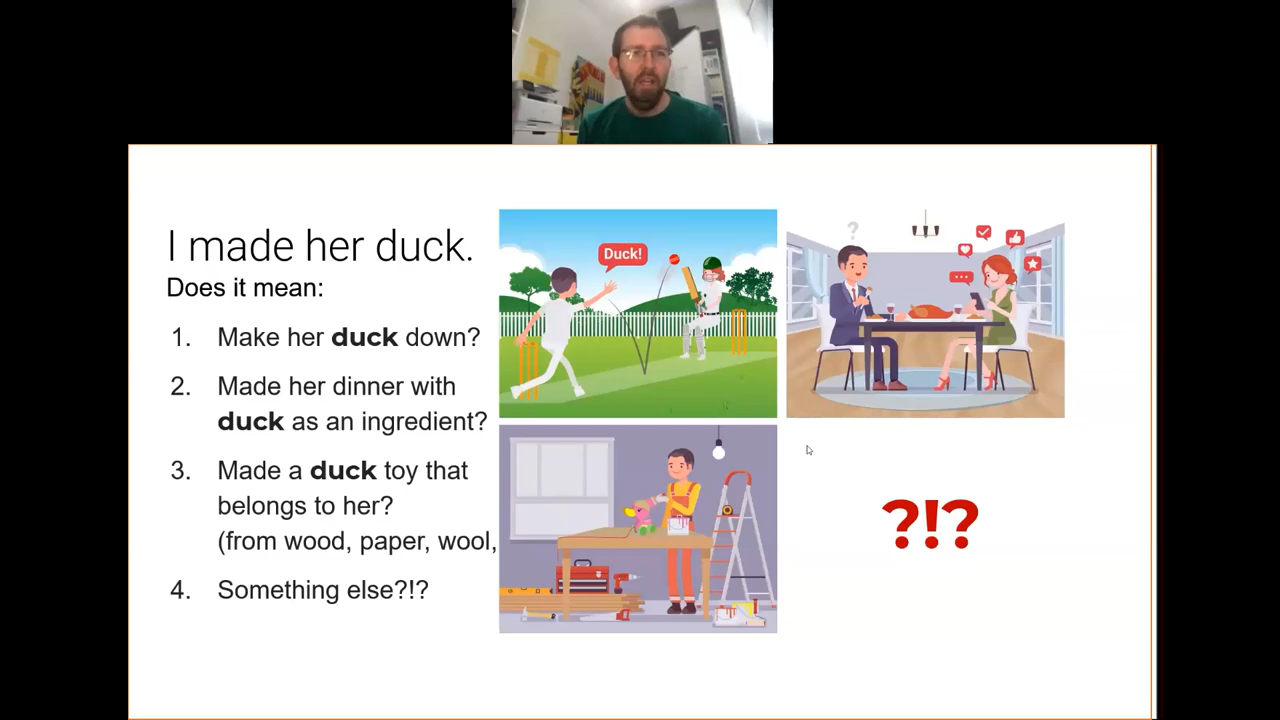 I made her duck.
Does it mean:
1. Make her duck down?
2. Made her dinner with
duck as an ingredient?
3. Made a duck toy that
belongs to her?
(from wood, paper, wool,
4. Something else?!?
Duck!
?
?!?